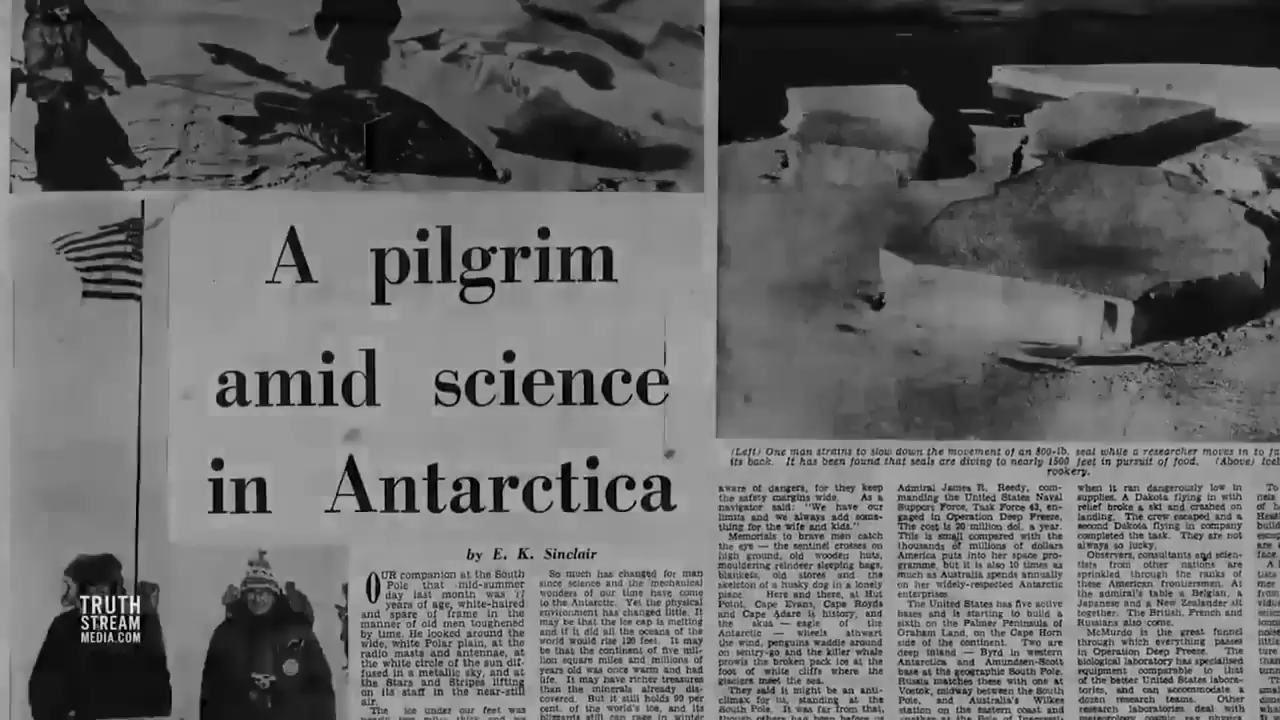 A pilgrim
amid science
in Antarctica
by E. K. Sinclair
OUR companion at the South
Pole that mid-summer
day last month was 77
years of age, white-haired
and spare of frame in the
manner of old men toughened
by time. He looked around the
wide, white Polar plain, at the
radio masts and antennae, at
the white circle of the sun dif-
fused in a metallic sky, and at
the Stars and Stripes lifting
on its staff in the near-still
air.
The ice under our feet was
So much has changed for man
since science and the mechanical
wonders of our time have come
to the Antarctic. Yet the physical
environment has changed little. It
may be that the ice cap is melting
and if it did all the oceans of the
world would rise 120 feet. It may
be that the continent of five mil-
lion square miles and millions of
years old was once warm and had
life. It may have richer treasures
than the minerals already dis-
covered. But it still holds 90 per
cent. of the world's ice, and its
blizzards still can rage in winter
(Left) One man strains to slow down the movement of an 800-lb. seal while a researcher moves in to
its back. It has been found that seals are diving to nearly 1500 feet in pursuit of food. (Above)
rookery.
aware of dangers, for they keep
the safety margins wide. As a
navigator said: "We have our
limits and we always add some-
thing for the wife and kids."
Memorials to brave men catch
the eye — the sentinel crosses on
high ground, old wooden huts,
mouldering reindeer sleeping bags,
blankets, old stores and the
skeleton of a husky dog in a lonely
place. Here and there, at Hut
Point, Cape Evans, Cape Royds
and Cape Adare is history, and
the skua — eagle of the
Antarctic — wheels athwart
the wind, penguins waddle around
on sentry-go and the killer whale
prowls the broken pack ice at the
foot of white cliffs where the
glaciers meet the sea.
They said it might be an anti-
climax for us, standing at the
South Pole. It was far from that,
though others had been before us
Admiral James R. Reedy, com-
manding the United States Naval
Support Force, Task Force 43, en-
gaged in Operation Deep Freeze.
The cost is 20 million dol. a year.
This is small compared with the
thousands of millions of dollars
America puts into her space pro-
gramme, but it is also 10 times as
much as Australia spends annually
on her widely-respected Antarctic
enterprises.
The United States has five active
bases and is starting to build a
sixth on the Palmer Peninsula of
Graham Land, on the Cape Horn
side of the continent. Two are
deep inland — Byrd in western
Antarctica and Amundsen-Scott
base at the geographic South Pole.
Russia matches these with one at
Vostok, midway between the South
Pole, and Australia's Wilkes
station on the eastern coast and
when it ran dangerously low in
supplies. A Dakota flying in with
relief broke a ski and crashed on
landing. The crew escaped and a
second Dakota flying in company
completed the task. They are not
always so lucky.
Observers, consultants and scien-
tists from other nations are
sprinkled through the ranks of
these American frontiersmen. At
the admiral's table a Belgian, a
Japanese and a New Zealander sit
together. The British, French and
Russians also come.
McMurdo is the great funnel
through which everything passes
in Operation Deep Freeze. The
biological laboratory has specialised
equipment comparable to that
of the better United States labora-
tories, and can accommodate a
dozen research teams. Other
research laboratories deal with
TRUTH
STREAM
MEDIA.COM